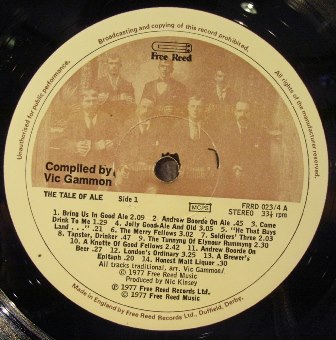 Broadcasting and copying of this record prohibited.
Unauthorised for public performance.
All rights of the manufacturer reserved.
Free Reed
Compiled by
Vic Gammon
MCPS
FRRD 023/4 A
THE TALE OF ALE Side 1 STEREO 33⅓ rpm
1. Bring Us In Good Ale 2.09 2. Andrew Boorde On Ale .45 3. Come
Drink To Me 1.29 4. Jolly Good Ale And Old 3.05 5. "He That Buys
Land . . . ." .21 6. The Merry Fellows 3.02 7. Soldiers' Three 2.03
8. Tapster, Drinker .47 9. The Tunnyng Of Elynour Rummyng 2.30
10. A Knotte Of Good Fellows 2.42 11. Andrew Boorde On
Beer .27 12. London's Ordinary 3.25 13. A Brewer's
Epitaph .20 14. Honest Malt Liquor .30
All tracks traditional, arr. Vic Gammon/
© 1977 Free Reed Music
Produced by Nic Kinsey
℗ 1977 Free Reed Ltd.
© 1977 Free Reed Music
Made in England by Free Reed Records Ltd., Duffield, Derby.